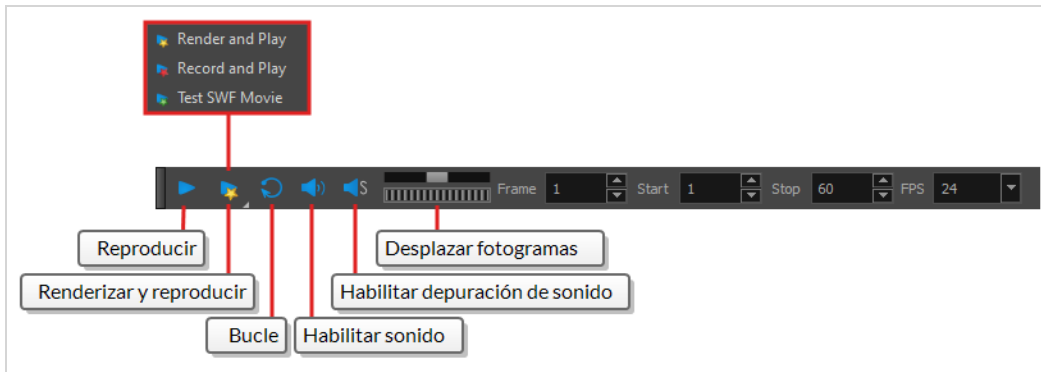 Render and Play
Record and Play
Test SWF Movie
S
Frame 1 Start 1 Stop 60 FPS 24
Reproducir
Desplazar fotogramas
Renderizar y reproducir
Habilitar depuración de sonido
Bucle
Habilitar sonido